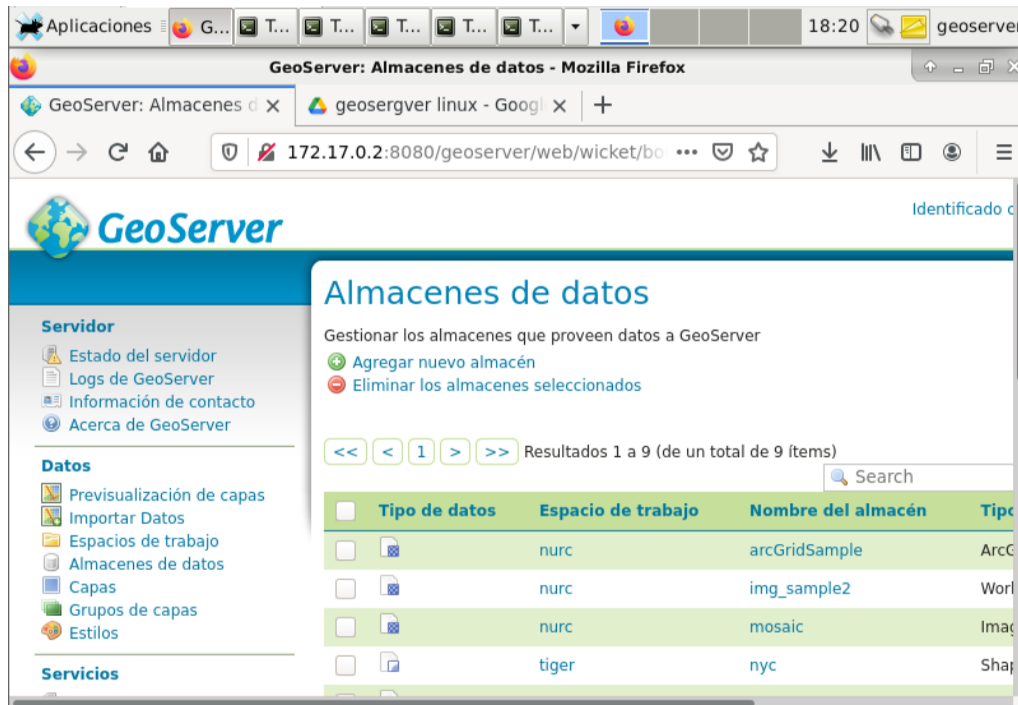 Aplicaciones G... T... T... T... T... T... 18:20 geoserver
GeoServer: Almacenes de datos - Mozilla Firefox
GeoServer: Almacenes d geosergver linux - Googl
172.17.0.2:8080/geoserver/web/wicket/bo
GeoServer
Identificado
Almacenes de datos
Gestionar los almacenes que proveen datos a GeoServer
Agregar nuevo almacén
Eliminar los almacenes seleccionados
Servidor
Estado del servidor
Logs de GeoServer
Información de contacto
Acerca de GeoServer
Datos
Previsualización de capas
Importar Datos
Espacios de trabajo
Almacenes de datos
Capas
Grupos de capas
Estilos
Servicios
<< < 1 > >> Resultados 1 a 9 (de un total de 9 ítems)
Search
Tipo de datos Espacio de trabajo Nombre del almacén Tipo
nurc arcGridSample ArcG
nurc img_sample2 Worl
nurc mosaic Imag
tiger nyc Shap